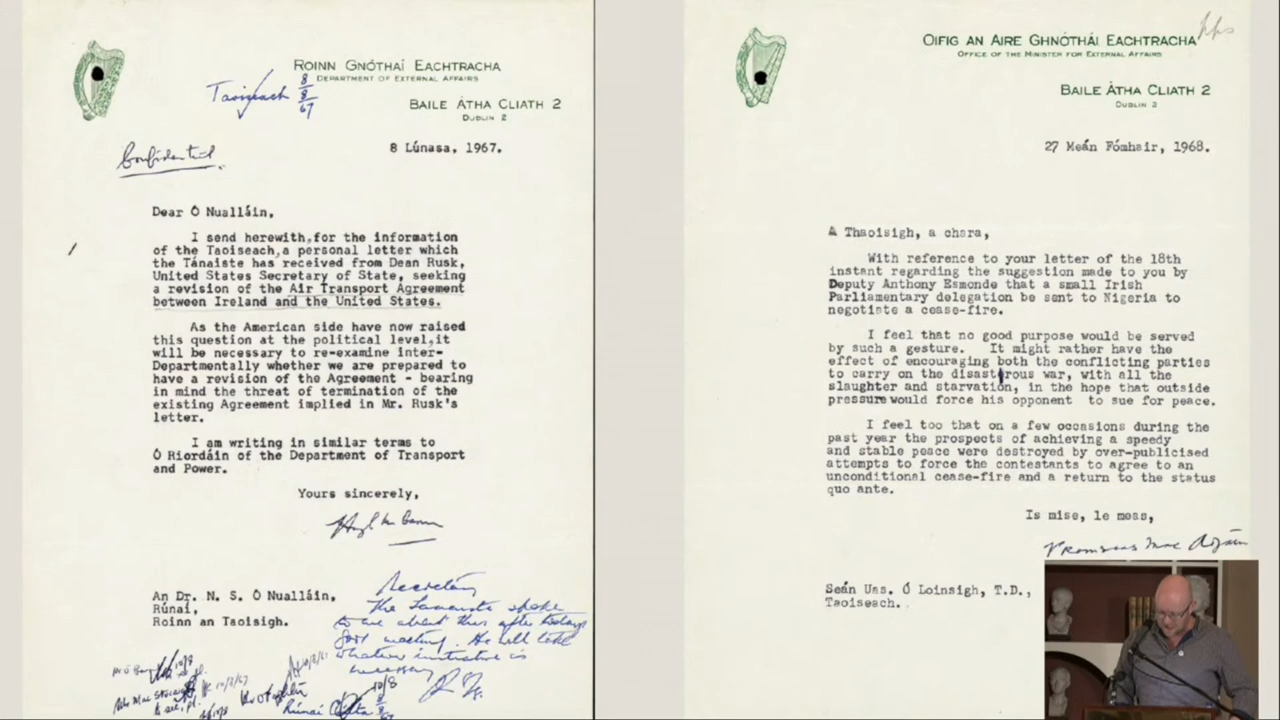 Roinn Gnóthaí Eachtracha
Department of External Affairs
Taoiseach 8/8/67
Baile Átha Cliath 2
Dublin 2
Confidential
8 Lúnasa, 1967.
Dear Ó Nualláin,
I send herewith, for the information
of the Taoiseach, a personal letter which
the Tánaiste has received from Dean Rusk,
United States Secretary of State, seeking
a revision of the Air Transport Agreement
between Ireland and the United States.
As the American side have now raised
this question at the political level, it
will be necessary to re-examine inter-
Departmentally whether we are prepared to
have a revision of the Agreement - bearing
in mind the threat of termination of the
existing Agreement implied in Mr. Rusk's
letter.
I am writing in similar terms to
Ó Riordáin of the Department of Transport
and Power.
Yours sincerely,
An Dr. N. S. Ó Nualláin,
Rúnaí,
Roinn an Taoisigh.
Secretary
The Tanaiste spoke
to me about this after todays
Govt meeting. He will take
whatever initiative is
necessary
10/8
Oifig an Aire Ghnóthaí Eachtracha
Office of the Minister for External Affairs
Baile Átha Cliath 2
Dublin 2
27 Meán Fómhair, 1968.
A Thaoisigh, a chara,
With reference to your letter of the 18th
instant regarding the suggestion made to you by
Deputy Anthony Esmonde that a small Irish
Parliamentary delegation be sent to Nigeria to
negotiate a cease-fire.
I feel that no good purpose would be served
by such a gesture. It might rather have the
effect of encouraging both the conflicting parties
to carry on the disastrous war, with all the
slaughter and starvation, in the hope that outside
pressure would force his opponent to sue for peace.
I feel too that on a few occasions during the
past year the prospects of achieving a speedy
and stable peace were destroyed by over-publicised
attempts to force the contestants to agree to an
unconditional cease-fire and a return to the status
quo ante.
Is mise, le meas,
Proinsias Mac Aogáin
Seán Uas. Ó Loinsigh, T.D.,
Taoiseach.